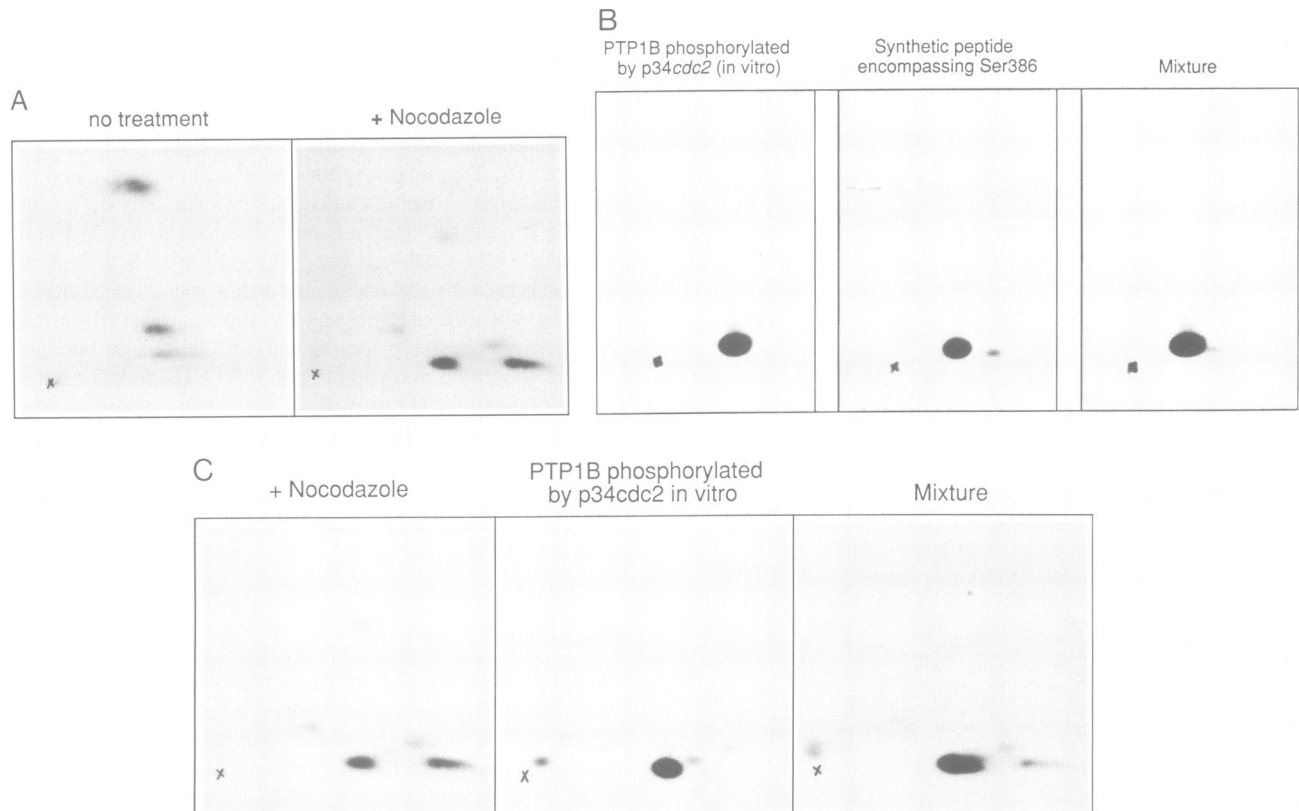 A
no treatment
+ Nocodazole
B
PTP1B phosphorylated
by p34cdc2 (in vitro)
Synthetic peptide
encompassing Ser386
Mixture
C
+ Nocodazole
PTP1B phosphorylated
by p34cdc2 in vitro
Mixture